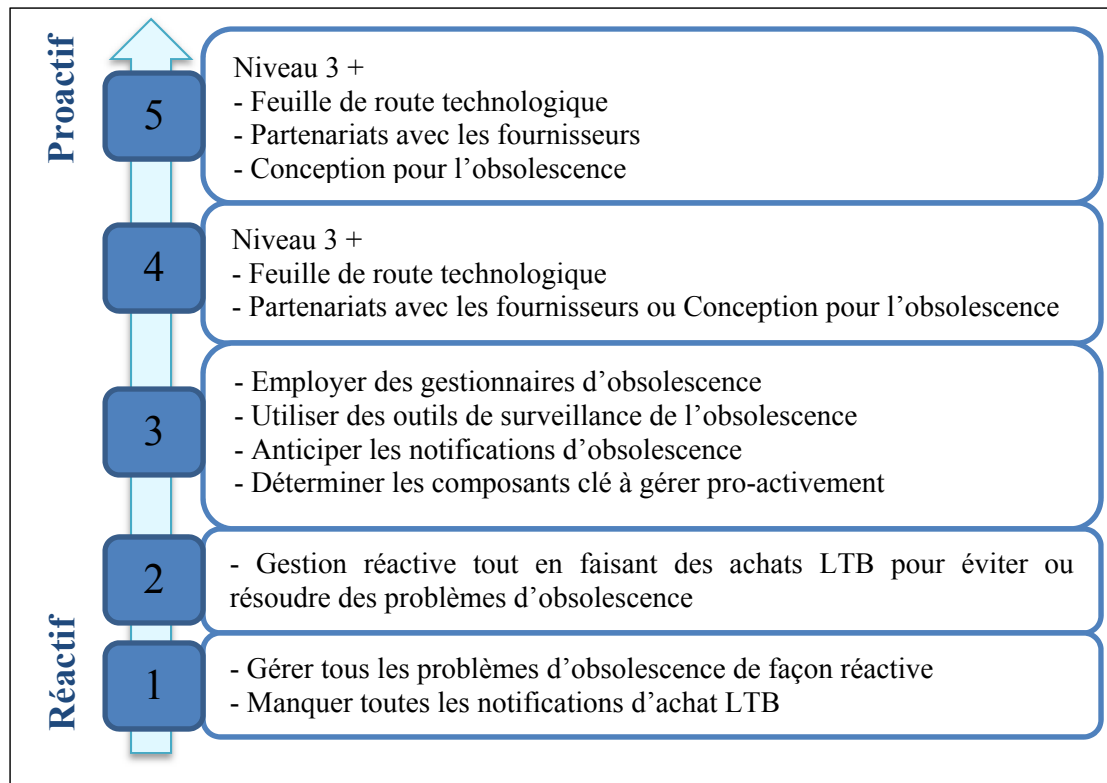 Proactif
5
Niveau 3 +
- Feuille de route technologique
- Partenariats avec les fournisseurs
- Conception pour l’obsolescence
4
Niveau 3 +
- Feuille de route technologique
- Partenariats avec les fournisseurs ou Conception pour l’obsolescence
3
- Employer des gestionnaires d’obsolescence
- Utiliser des outils de surveillance de l’obsolescence
- Anticiper les notifications d’obsolescence
- Déterminer les composants clé à gérer pro-activement
2
- Gestion réactive tout en faisant des achats LTB pour éviter ou
résoudre des problèmes d’obsolescence
Réactif
1
- Gérer tous les problèmes d’obsolescence de façon réactive
- Manquer toutes les notifications d’achat LTB